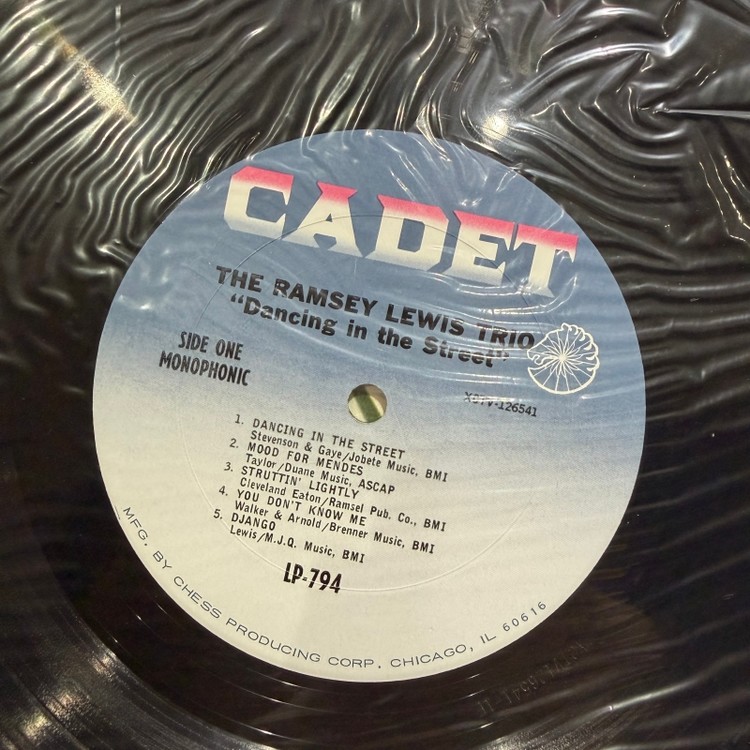 CADET
THE RAMSEY LEWIS TRIO
“Dancing in the Street”
SIDE ONE
MONOPHONIC
1. DANCING IN THE STREET
Stevenson & Gaye/Jobete Music, BMI
2. MOOD FOR MENDES
Taylor/Duane Music, ASCAP
3. STRUTTIN' LIGHTLY
Cleveland Eaton/Ramsel Pub. Co., BMI
4. YOU DON'T KNOW ME
Walker & Arnold/Brenner Music, BMI
5. DJANGO
Lewis/M.J.Q. Music, BMI
LP-794
MFG. BY CHESS PRODUCING CORP. CHICAGO, IL 60616